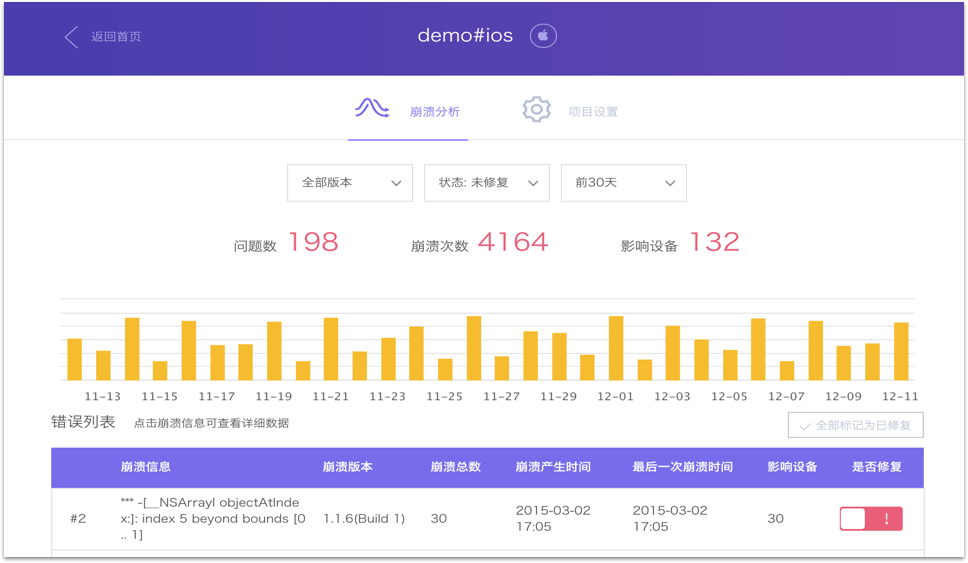 返回首页
demo#ios
崩溃分析
项目设置
全部版本
状态: 未修复
前30天
问题数 198
崩溃次数 4164
影响设备 132
11-13 11-15 11-17 11-19 11-21 11-23 11-25 11-27 11-29 12-01 12-03 12-05 12-07 12-09 12-11
错误列表 点击崩溃信息可查看详细数据
全部标记为已修复
崩溃信息 崩溃版本 崩溃总数 崩溃产生时间 最后一次崩溃时间 影响设备 是否修复
*** -[__NSArrayI objectAtInde
x:]: index 5 beyond bounds [0
.. 1]
#2
1.1.6(Build 1)
30
2015-03-02
17:05
2015-03-02
17:05
30
!